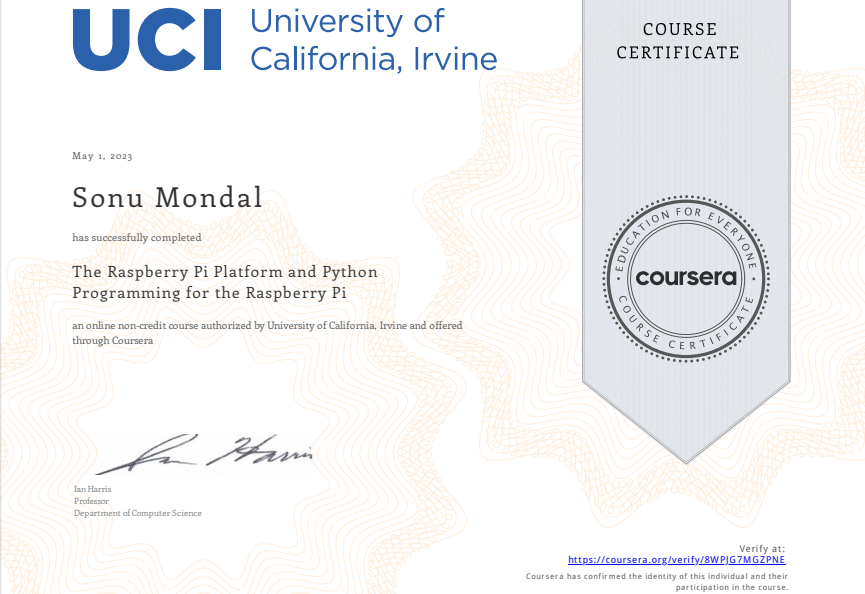 UCI
University of
California, Irvine
COURSE
CERTIFICATE
May 1, 2023
Sonu Mondal
has successfully completed
The Raspberry Pi Platform and Python
Programming for the Raspberry Pi
an online non-credit course authorized by University of California, Irvine and offered
through Coursera
EDUCATION FOR EVERYONE
coursera
COURSE CERTIFICATE
Ian Harris
Ian Harris
Professor
Department of Computer Science
Verify at:
https://coursera.org/verify/8WPJG7MGZPNE
Coursera has confirmed the identity of this individual and their
participation in the course.